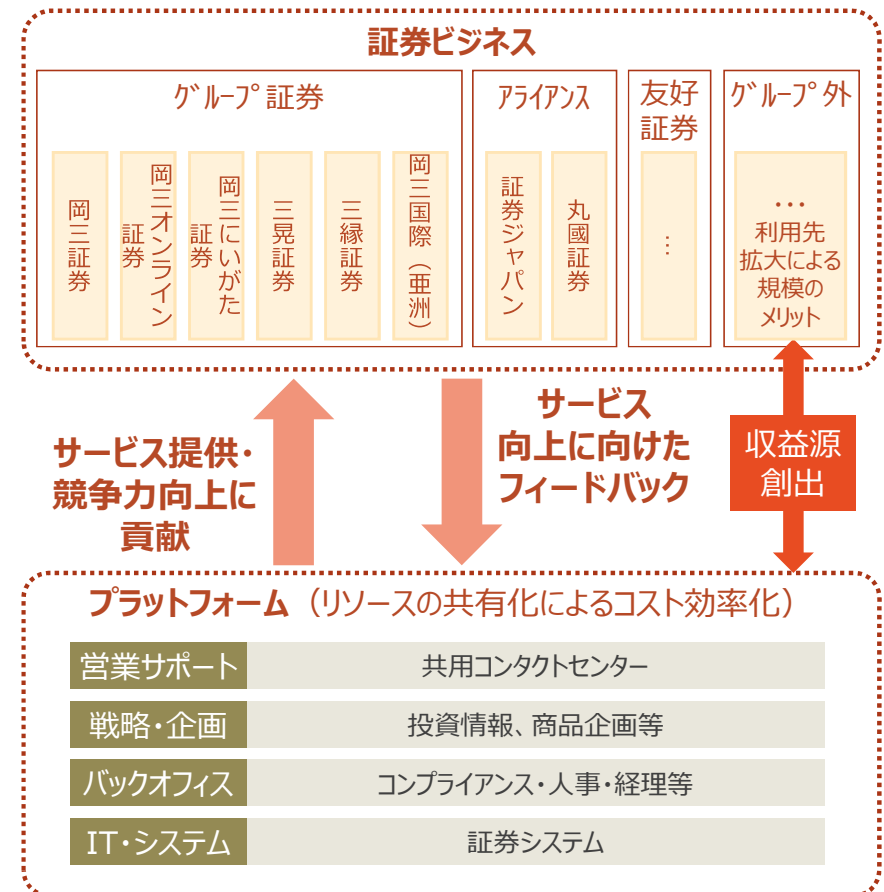 証券ビジネス
グループ証券
岡三証券
岡三オンライン
証券
岡三にいがた
証券
三晃証券
三縁証券
岡三国際（亜洲）
アライアンス
証券ジャパン
丸國証券
友好
証券
…
グループ外
…
利用先
拡大による
規模の
メリット
サービス提供・
競争力向上に
貢献
サービス
向上に向けた
フィードバック
収益源
創出
プラットフォーム（リソースの共有化によるコスト効率化）
営業サポート
共用コンタクトセンター
戦略・企画
投資情報、商品企画等
バックオフィス
コンプライアンス・人事・経理等
IT・システム
証券システム